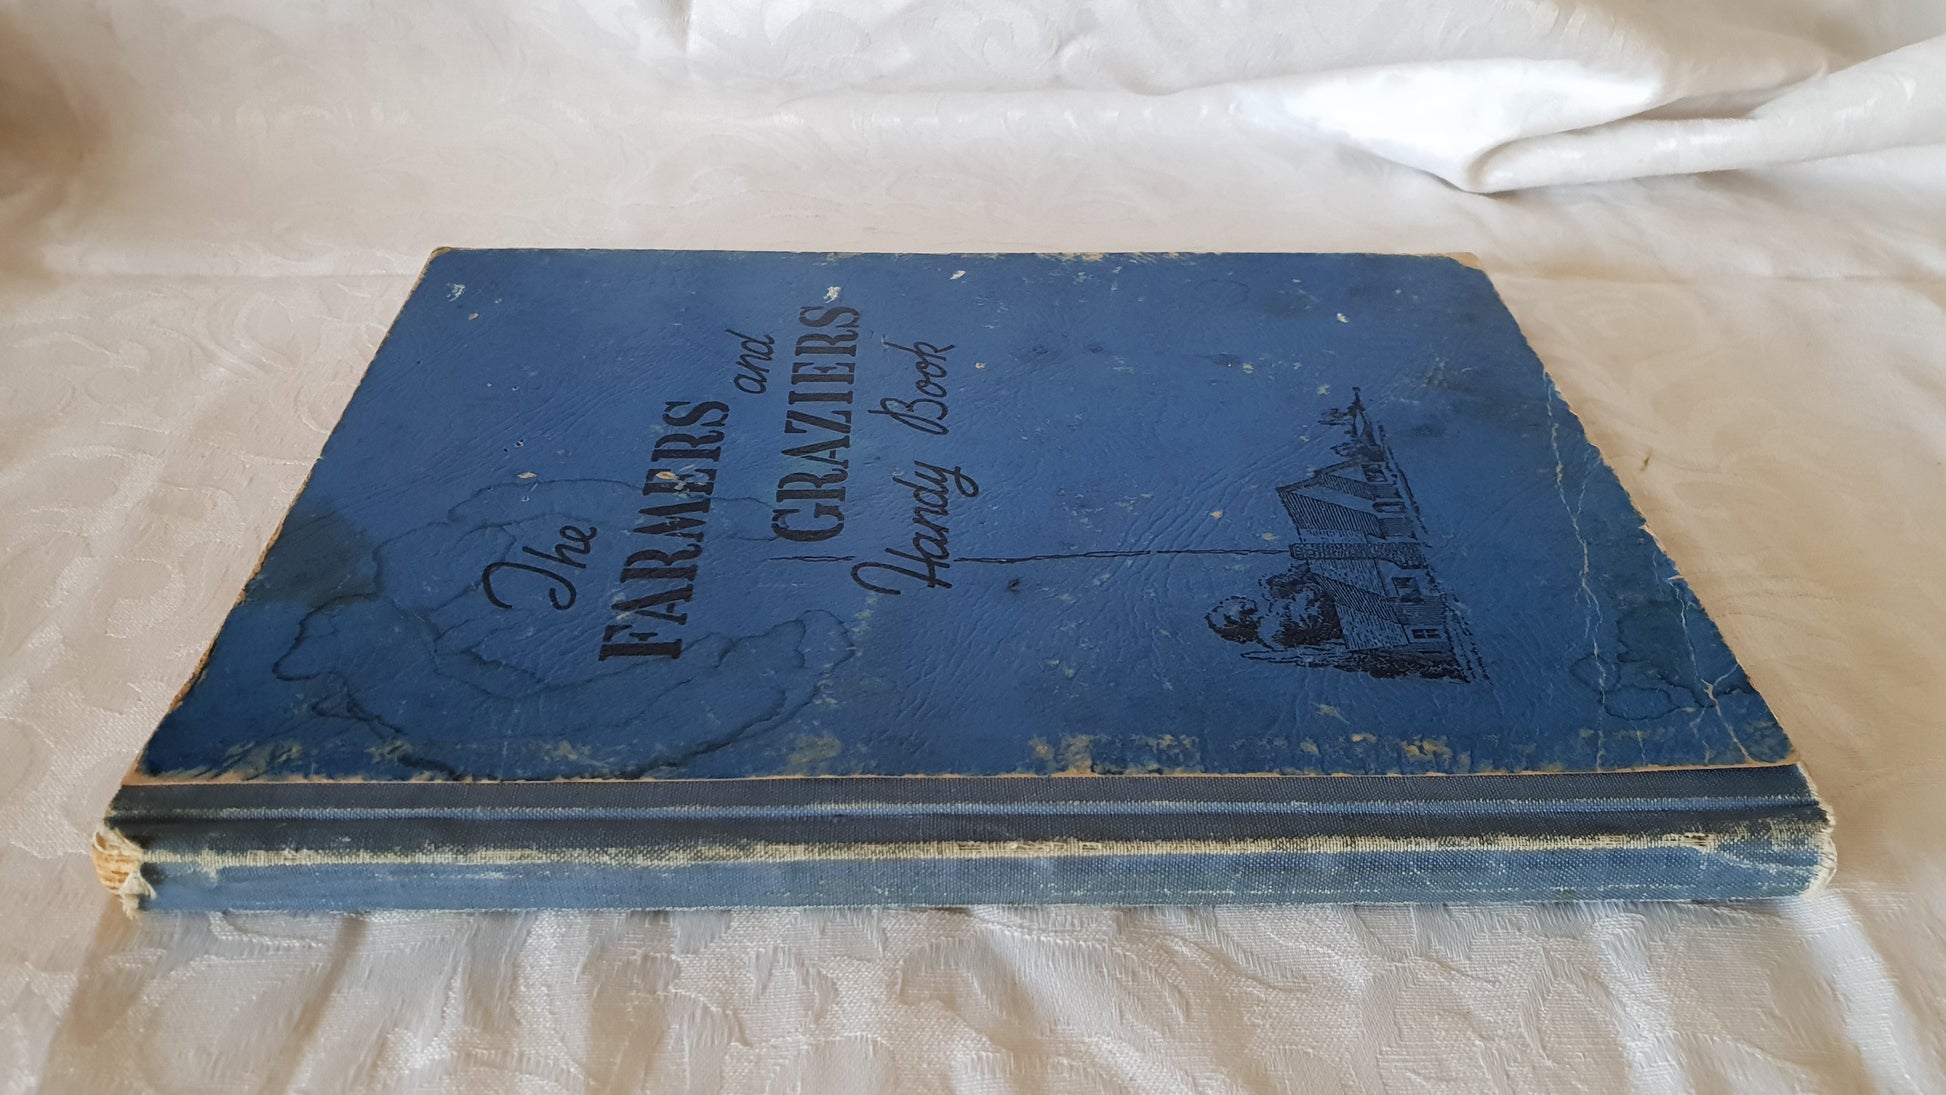 The
FARMERS and
GRAZIERS
Handy Book